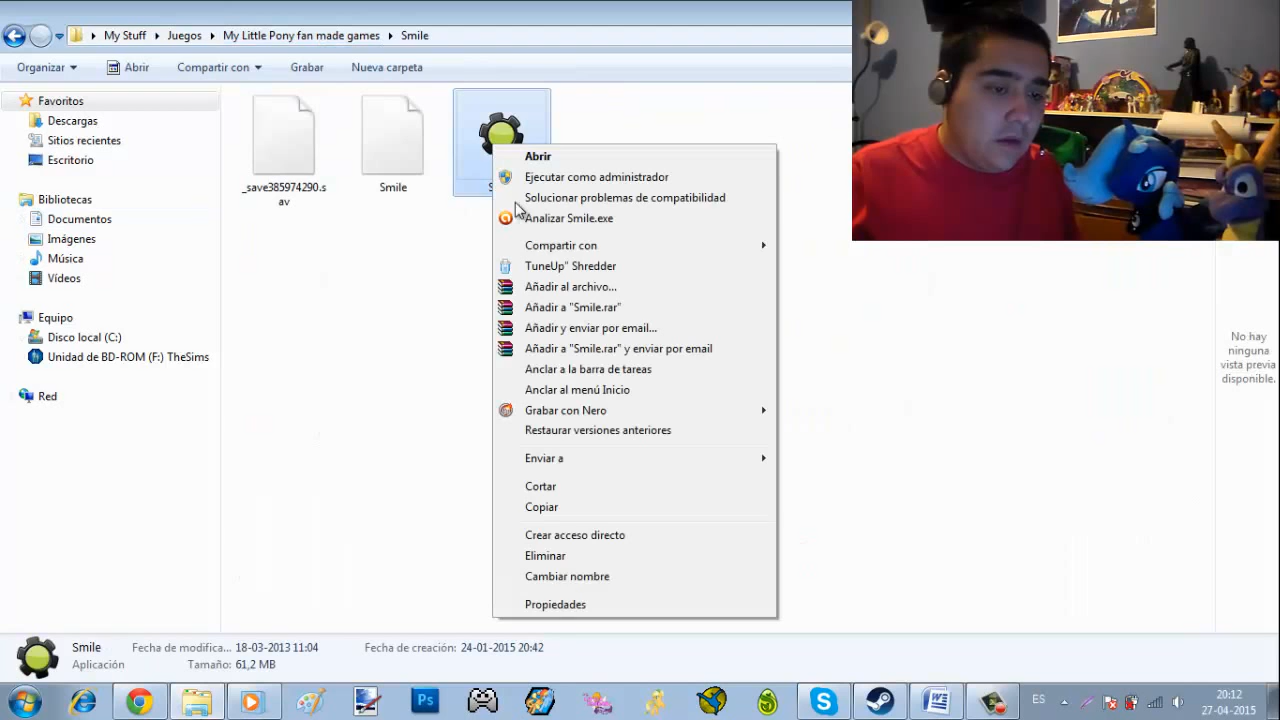 My Stuff Juegos My Little Pony fan made games Smile
Organizar Abrir Compartir con Grabar Nueva carpeta
Favoritos
Descargas
Sitios recientes
Escritorio
Bibliotecas
Documentos
Imágenes
Música
Vídeos
Equipo
Disco local (C:)
Unidad de BD-ROM (F:) TheSims
Red
_save385974290.s
av
Smile
Abrir
Ejecutar como administrador
Solucionar problemas de compatibilidad
Analizar Smile.exe
Compartir con
TuneUp" Shredder
Añadir al archivo...
Añadir a "Smile.rar"
Añadir y enviar por email...
Añadir a "Smile.rar" y enviar por email
Anclar a la barra de tareas
Anclar al menú Inicio
Grabar con Nero
Restaurar versiones anteriores
Enviar a
Cortar
Copiar
Crear acceso directo
Eliminar
Cambiar nombre
Propiedades
No hay
ninguna
vista previa
disponible.
Smile Fecha de modifica... 18-03-2013 11:04 Fecha de creación: 24-01-2015 20:42
Aplicación Tamaño: 61,2 MB
Ps
ES
20:12
27-04-2015